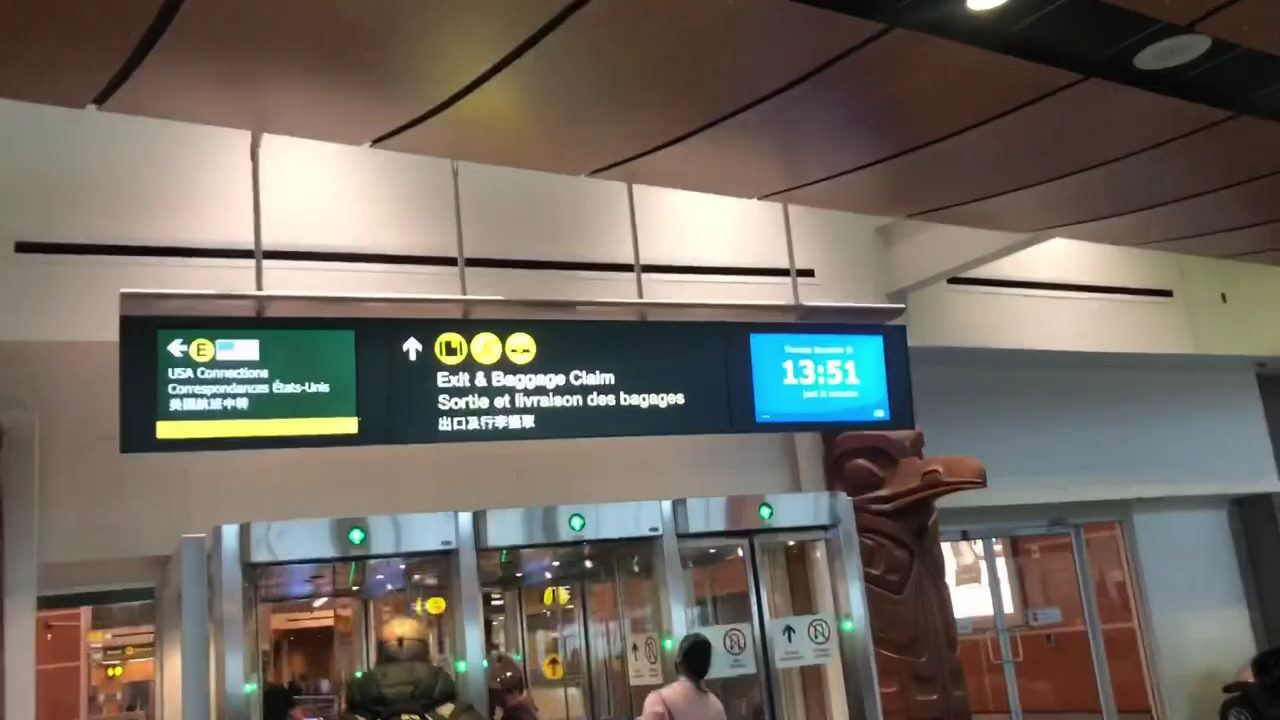 E
USA Connections
Correspondances États-Unis
美國航班中轉
Exit & Baggage Claim
Sortie et livraison des bagages
出口及行李領取
13:51